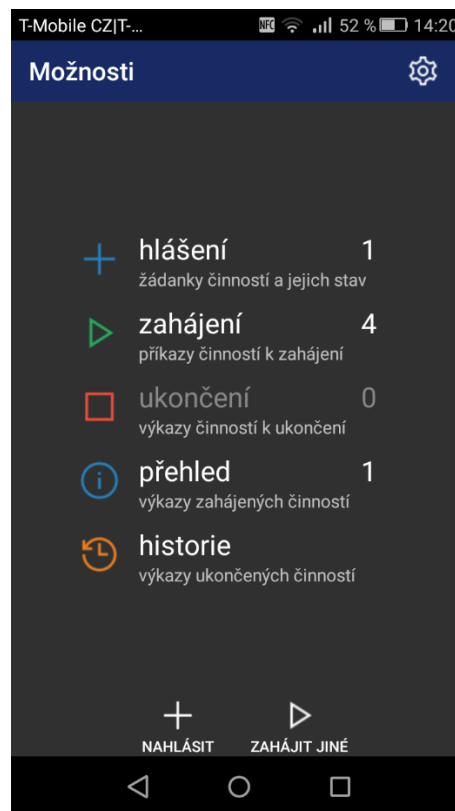 T-Mobile CZ|T-... NFC 52 % 14:20
Možnosti
hlášení 1
žádanky činností a jejich stav
zahájení 4
příkazy činností k zahájení
ukončení 0
výkazy činností k ukončení
přehled 1
výkazy zahájených činností
historie
výkazy ukončených činností
NAHLÁSIT ZAHÁJIT JINÉ